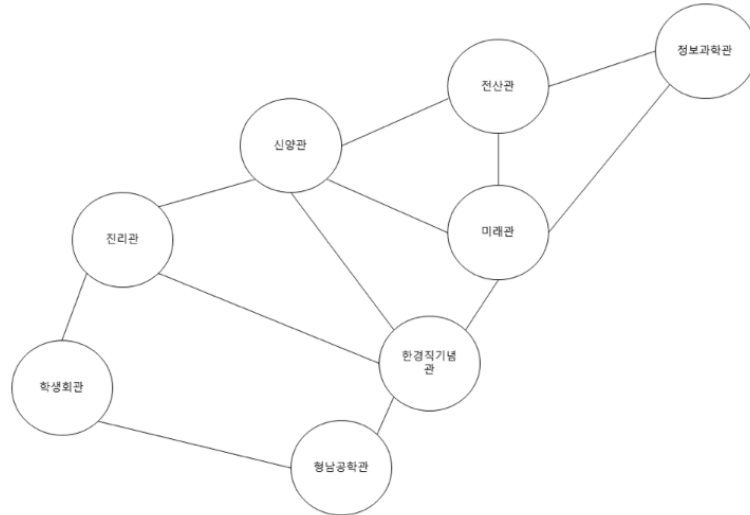 정보과학관
전산관
신양관
미래관
진리관
한경직기념
관
학생회관
형남공학관